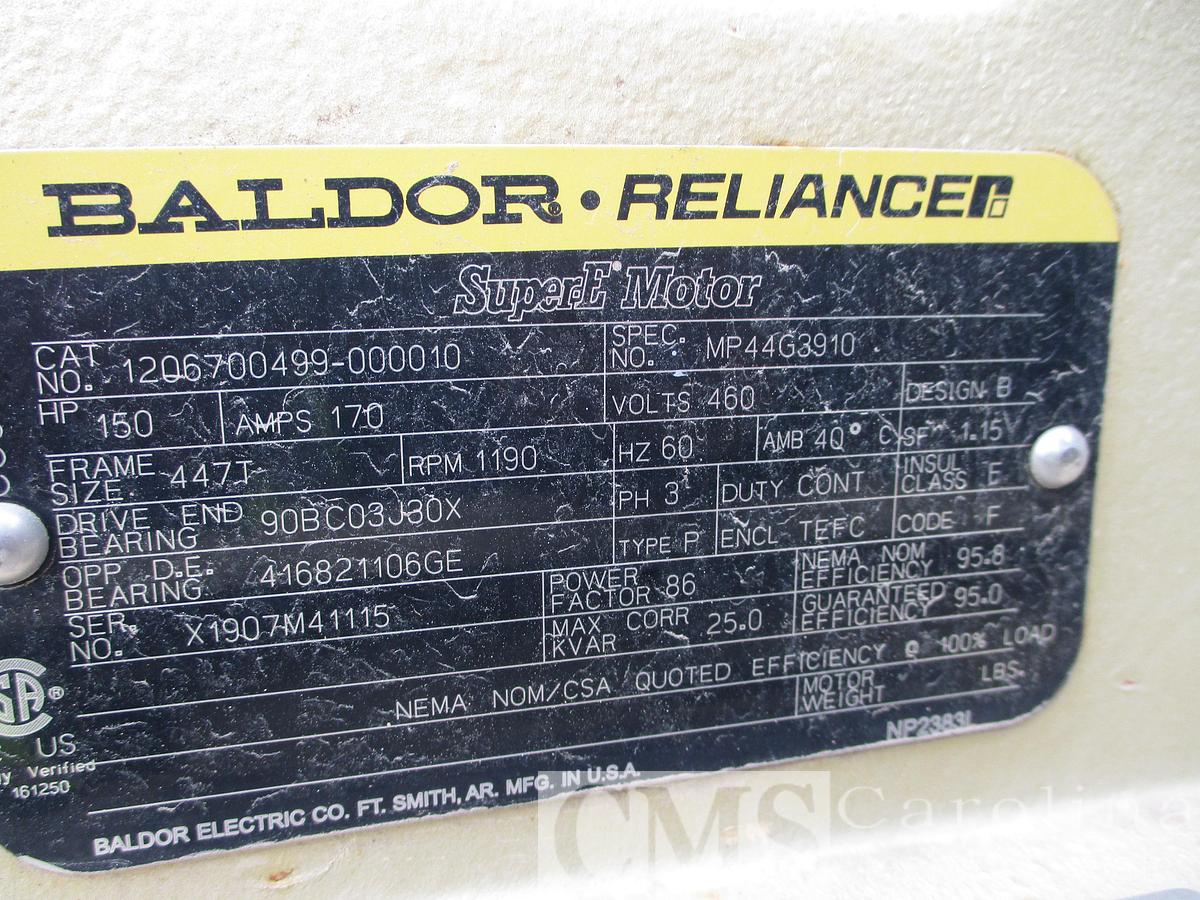 BALDOR® • RELIANCE
Super-E® Motor
CAT. NO. 1206700499-000010 SPEC. NO. MP44G3910
HP 150 AMPS 170 VOLTS 460 DESIGN B
FRAME SIZE 447T RPM 1190 HZ 60 AMB 40° C SF 1.15
DRIVE END BEARING 90BC03J30X PH 3 DUTY CONT INSUL CLASS
OPP D.E. BEARING 416821106GE TYPE P ENCL TEFC CODE F
SER. NO. X1907M41115 POWER FACTOR 86 NEMA NOM EFFICIENCY 95.8
MAX CORR KVAR 25.0 GUARANTEED EFFICIENCY 95.0
NEMA NOM/CSA QUOTED EFFICIENCY @ 100% LOAD
MOTOR WEIGHT LBS.
SA®
US
Verified
161250
NP2383L
BALDOR ELECTRIC CO. FT. SMITH, AR. MFG. IN U.S.A.
CMS Carolina